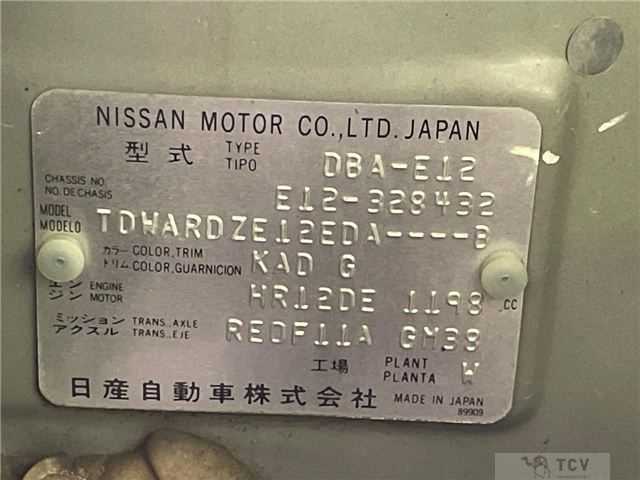 NISSAN MOTOR CO.,LTD. JAPAN
型式 TYPE TIPO DBA-E12
CHASSIS NO. NO. DE CHASIS E12-328432
MODEL MODELO TDWARDZE12EDA----B
カラー COLOR,TRIM
トリム COLOR,GUARNICION KAD G
エンジン ENGINE MOTOR HR12DE 1198 CC
ミッション TRANS.,AXLE
アクスル TRANS.,EJE RE0F11A GM38
工場 PLANT PLANTA W
日産自動車株式会社 MADE IN JAPAN
89909
TCV